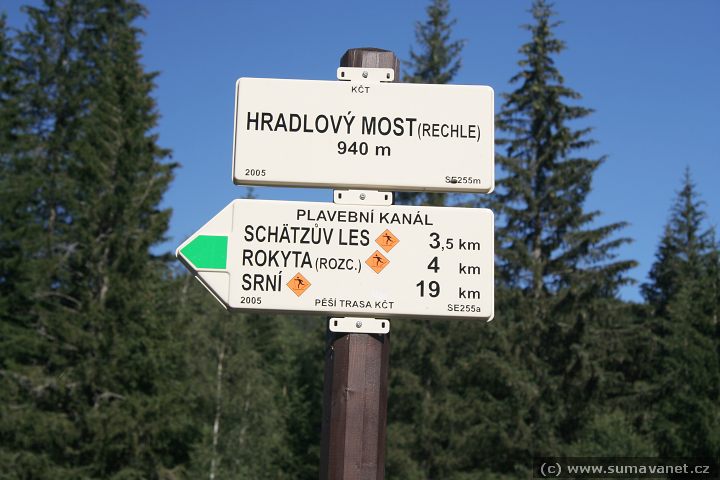 KČT
HRADLOVÝ MOST (RECHLE)
940 m
2005 SE255m
PLAVEBNÍ KANÁL
SCHÄTZŮV LES 3,5 km
ROKYTA (ROZC.) 4 km
SRNÍ 19 km
2005 PĚŠÍ TRASA KČT SE255a
(c) www.sumavanet.cz